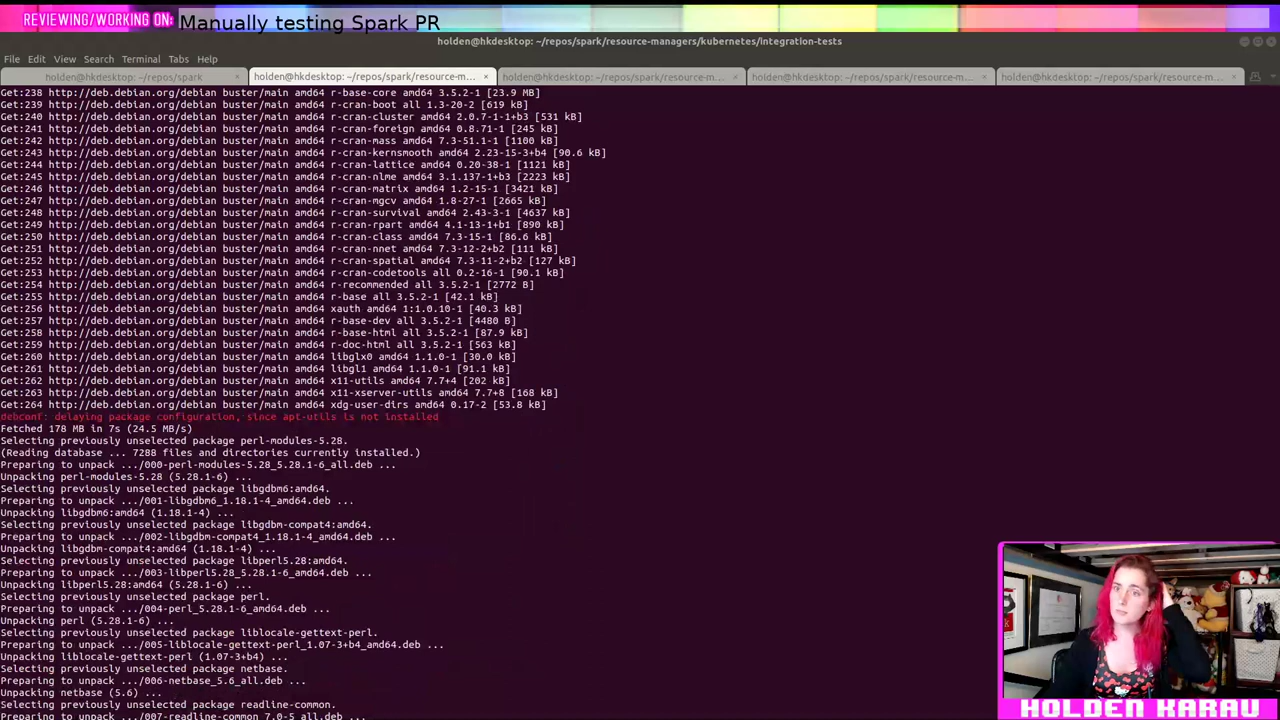 REVIEWING/WORKING ON: Manually testing Spark PR
holden@hkdesktop: ~/repos/spark/resource-managers/kubernetes/integration-tests
File Edit View Search Terminal Tabs Help
holden@hkdesktop: ~/repos/spark × holden@hkdesktop: ~/repos/spark/resource-m... × holden@hkdesktop: ~/repos/spark/resource-m... × holden@hkdesktop: ~/repos/spark/resource-m... × holden@hkdesktop: ~/repos/spark/resource-m... ×
Get:238 http://deb.debian.org/debian buster/main amd64 r-base-core amd64 3.5.2-1 [23.9 MB]
Get:239 http://deb.debian.org/debian buster/main amd64 r-cran-boot all 1.3-20-2 [619 kB]
Get:240 http://deb.debian.org/debian buster/main amd64 r-cran-cluster amd64 2.0.7-1-1+b3 [531 kB]
Get:241 http://deb.debian.org/debian buster/main amd64 r-cran-foreign amd64 0.8.71-1 [245 kB]
Get:242 http://deb.debian.org/debian buster/main amd64 r-cran-mass amd64 7.3-51.1-1 [1100 kB]
Get:243 http://deb.debian.org/debian buster/main amd64 r-cran-kernsmooth amd64 2.23-15-3+b4 [90.6 kB]
Get:244 http://deb.debian.org/debian buster/main amd64 r-cran-lattice amd64 0.20-38-1 [1121 kB]
Get:245 http://deb.debian.org/debian buster/main amd64 r-cran-nlme amd64 3.1.137-1+b3 [2223 kB]
Get:246 http://deb.debian.org/debian buster/main amd64 r-cran-matrix amd64 1.2-15-1 [3421 kB]
Get:247 http://deb.debian.org/debian buster/main amd64 r-cran-mgcv amd64 1.8-27-1 [2665 kB]
Get:248 http://deb.debian.org/debian buster/main amd64 r-cran-survival amd64 2.43-3-1 [4637 kB]
Get:249 http://deb.debian.org/debian buster/main amd64 r-cran-rpart amd64 4.1-13-1+b1 [890 kB]
Get:250 http://deb.debian.org/debian buster/main amd64 r-cran-class amd64 7.3-15-1 [86.6 kB]
Get:251 http://deb.debian.org/debian buster/main amd64 r-cran-nnet amd64 7.3-12-2+b2 [111 kB]
Get:252 http://deb.debian.org/debian buster/main amd64 r-cran-spatial amd64 7.3-11-2+b2 [127 kB]
Get:253 http://deb.debian.org/debian buster/main amd64 r-cran-codetools all 0.2-16-1 [90.1 kB]
Get:254 http://deb.debian.org/debian buster/main amd64 r-recommended all 3.5.2-1 [2772 B]
Get:255 http://deb.debian.org/debian buster/main amd64 r-base all 3.5.2-1 [42.1 kB]
Get:256 http://deb.debian.org/debian buster/main amd64 xauth amd64 1:1.0.10-1 [40.3 kB]
Get:257 http://deb.debian.org/debian buster/main amd64 r-base-dev all 3.5.2-1 [4480 B]
Get:258 http://deb.debian.org/debian buster/main amd64 r-base-html all 3.5.2-1 [87.9 kB]
Get:259 http://deb.debian.org/debian buster/main amd64 r-doc-html all 3.5.2-1 [563 kB]
Get:260 http://deb.debian.org/debian buster/main amd64 libglx0 amd64 1.1.0-1 [30.0 kB]
Get:261 http://deb.debian.org/debian buster/main amd64 libgl1 amd64 1.1.0-1 [91.1 kB]
Get:262 http://deb.debian.org/debian buster/main amd64 x11-utils amd64 7.7+4 [202 kB]
Get:263 http://deb.debian.org/debian buster/main amd64 x11-xserver-utils amd64 7.7+8 [168 kB]
Get:264 http://deb.debian.org/debian buster/main amd64 xdg-user-dirs amd64 0.17-2 [53.8 kB]
debconf: delaying package configuration, since apt-utils is not installed
Fetched 178 MB in 7s (24.5 MB/s)
Selecting previously unselected package perl-modules-5.28.
(Reading database ... 7288 files and directories currently installed.)
Preparing to unpack .../000-perl-modules-5.28_5.28.1-6_all.deb ...
Unpacking perl-modules-5.28 (5.28.1-6) ...
Selecting previously unselected package libgdbm6:amd64.
Preparing to unpack .../001-libgdbm6_1.18.1-4_amd64.deb ...
Unpacking libgdbm6:amd64 (1.18.1-4) ...
Selecting previously unselected package libgdbm-compat4:amd64.
Preparing to unpack .../002-libgdbm-compat4_1.18.1-4_amd64.deb ...
Unpacking libgdbm-compat4:amd64 (1.18.1-4) ...
Selecting previously unselected package libperl5.28:amd64.
Preparing to unpack .../003-libperl5.28_5.28.1-6_amd64.deb ...
Unpacking libperl5.28:amd64 (5.28.1-6) ...
Selecting previously unselected package perl.
Preparing to unpack .../004-perl_5.28.1-6_amd64.deb ...
Unpacking perl (5.28.1-6) ...
Selecting previously unselected package liblocale-gettext-perl.
Preparing to unpack .../005-liblocale-gettext-perl_1.07-3+b4_amd64.deb ...
Unpacking liblocale-gettext-perl (1.07-3+b4) ...
Selecting previously unselected package netbase.
Preparing to unpack .../006-netbase_5.6_all.deb ...
Unpacking netbase (5.6) ...
Selecting previously unselected package readline-common.
Preparing to unpack .../007-readline-common_7.0-5_all.deb ...
HOLDEN KARAU